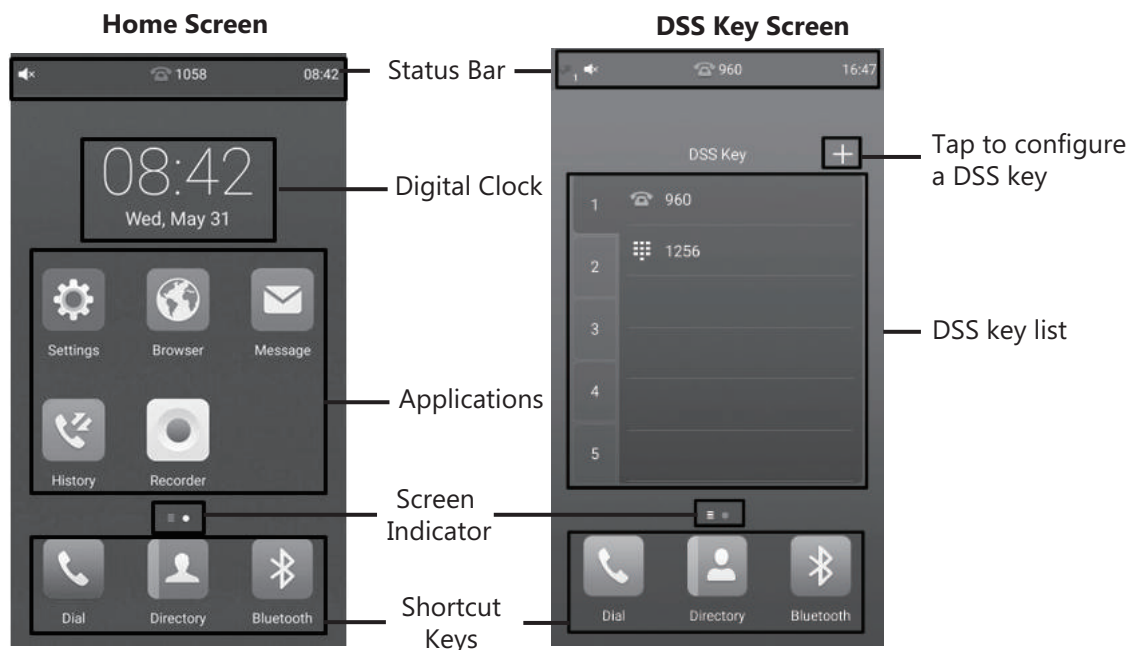 Home Screen
DSS Key Screen
1058
08:42
Status Bar
1
960
16:47
08:42
Wed, May 31
Digital Clock
DSS Key
Tap to configure
a DSS key
1
960
2
1256
3
4
5
DSS key list
Settings
Browser
Message
Applications
History
Recorder
Screen
Indicator
Dial
Directory
Bluetooth
Shortcut
Keys
Dial
Directory
Bluetooth